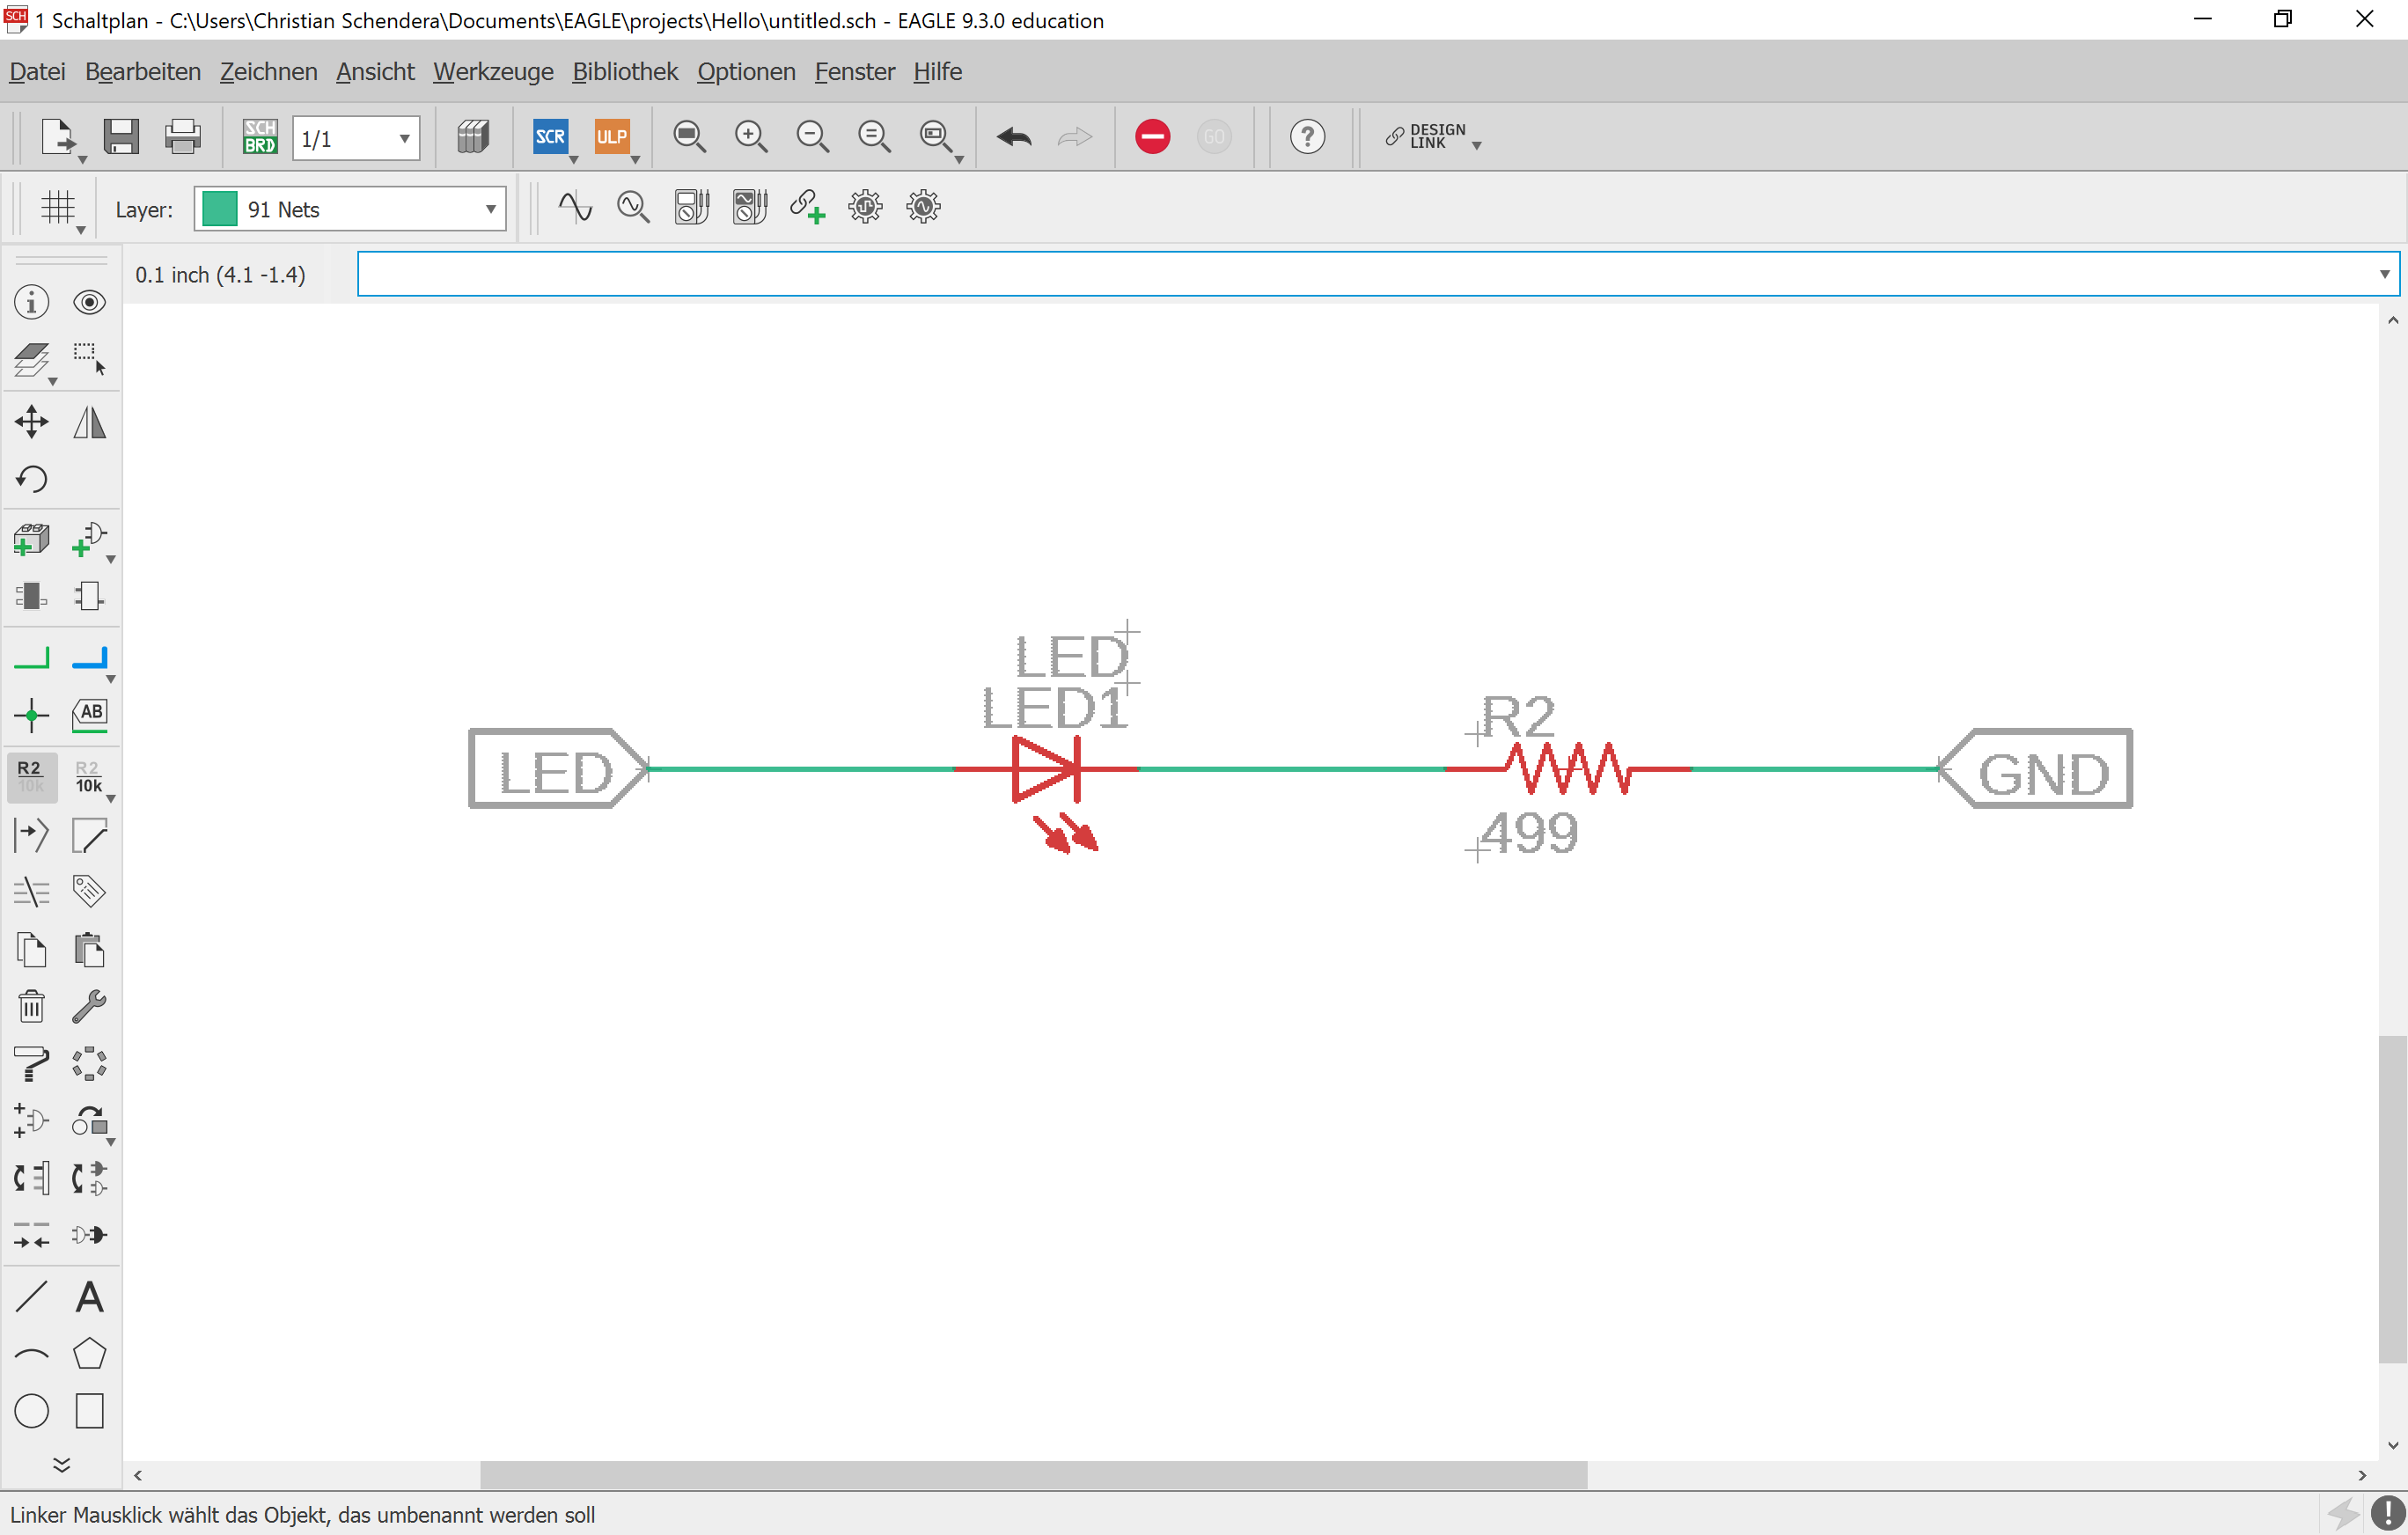 SCH 1 Schaltplan - C:\Users\Christian Schendera\Documents\EAGLE\projects\Hello\untitled.sch - EAGLE 9.3.0 education
Datei Bearbeiten Zeichnen Ansicht Werkzeuge Bibliothek Optionen Fenster Hilfe
SCH
BRD
1/1
SCR
ULP
GO
?
DESIGN
LINK
Layer: 91 Nets
0.1 inch (4.1 -1.4)
AB
R2
10k
R2
10k
A
LED
LED1
LED
R2
499
GND
Linker Mausklick wählt das Objekt, das umbenannt werden soll